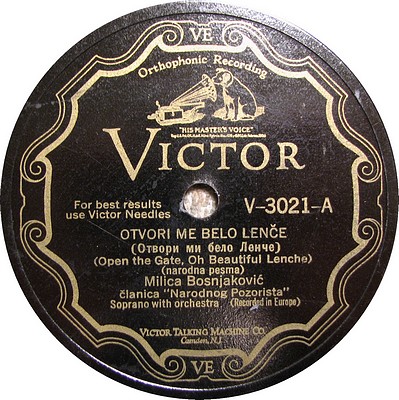 VE
Orthophonic Recording
"HIS MASTER'S VOICE"
VICTOR
For best results
use Victor Needles
V-3021-A
OTVORI ME BELO LENČE
(Отвори ми бело Ленче)
(Open the Gate, Oh Beautiful Lenche)
(narodna pesma)
Milica Bosnjaković
članica "Narodnog Pozorista"
Soprano with orchestra (Recorded in Europe)
VICTOR TALKING MACHINE CO.
Camden, N.J.
VE